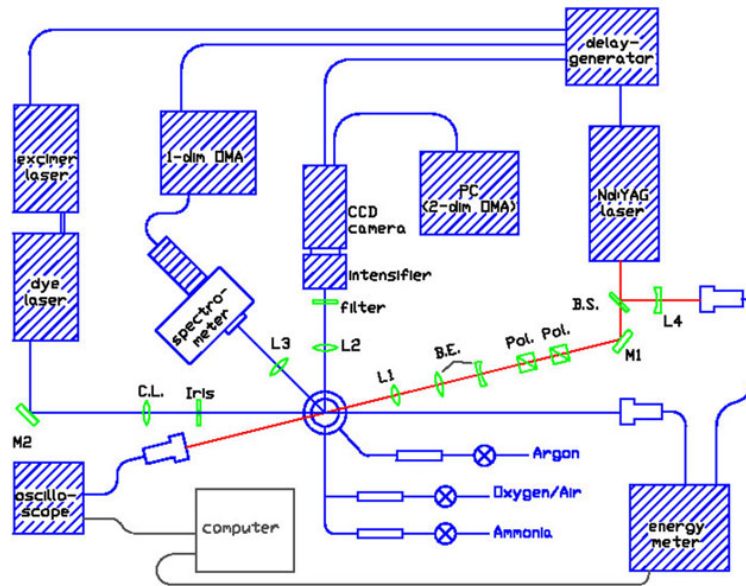 delay-
generator
excimer
laser
1-dim OMA
CCD
camera
PC
(2-dim OMA)
Nd:YAG
laser
dye
laser
intensifier
filter
spectro-
meter
B.S.
L4
L3
L2
L1
B.E.
Pol.
Pol.
M1
C.L.
Iris
M2
Argon
oscillo-
scope
computer
Oxygen/Air
Ammonia
energy
meter